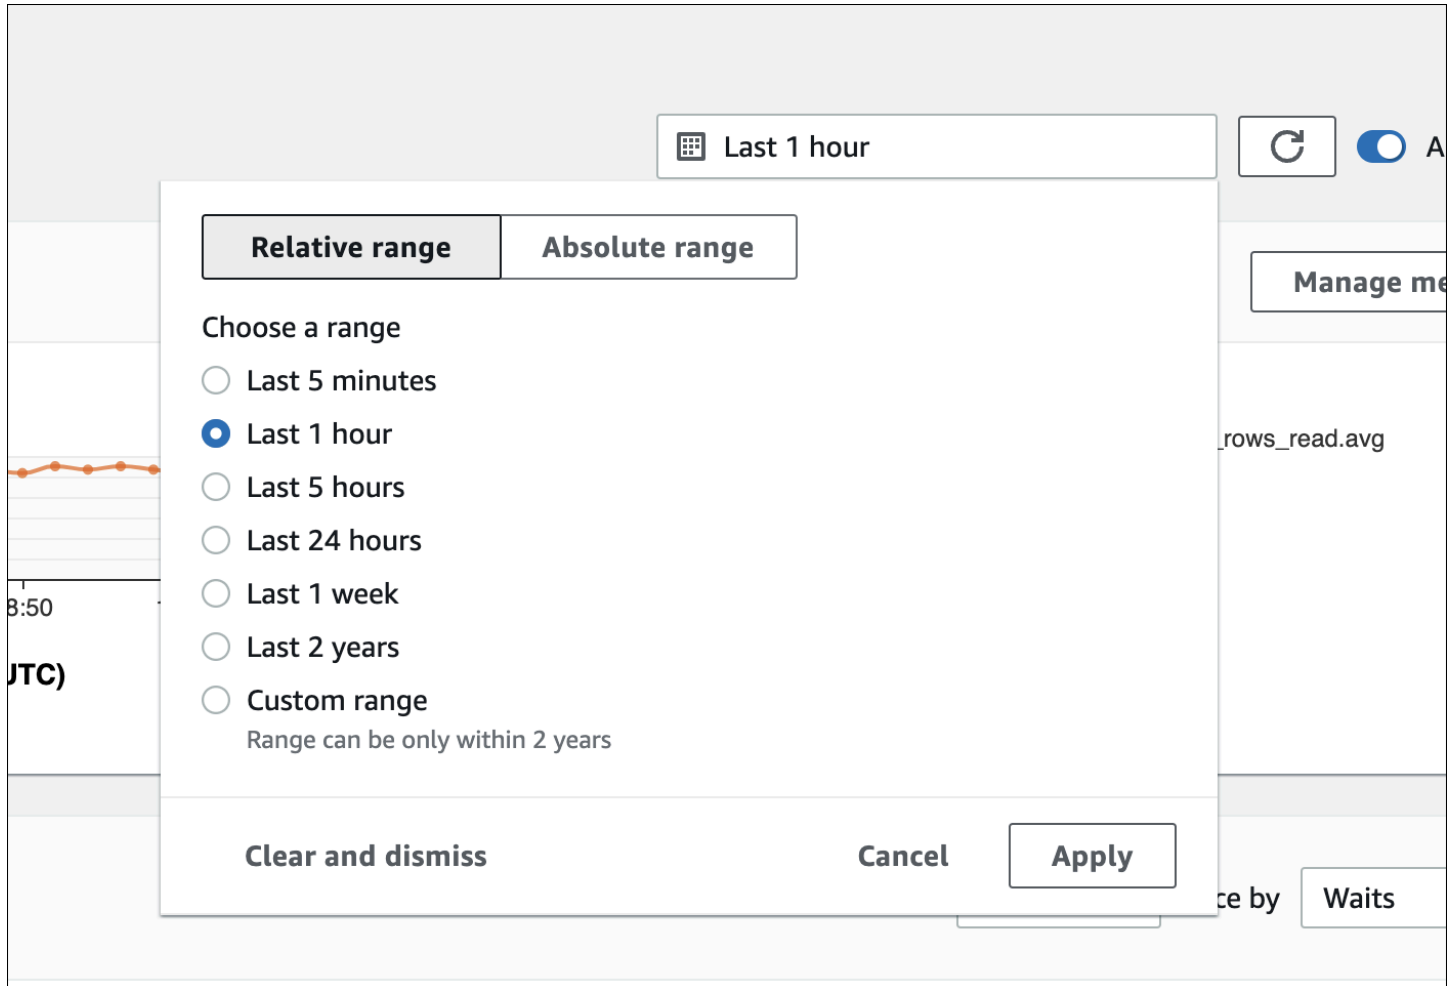 Last 1 hour
A
Relative range
Absolute range
Manage me
Choose a range
Last 5 minutes
Last 1 hour
_rows_read.avg
Last 5 hours
Last 24 hours
Last 1 week
8:50
Last 2 years
UTC)
Custom range
Range can be only within 2 years
Clear and dismiss
Cancel
Apply
ce by
Waits